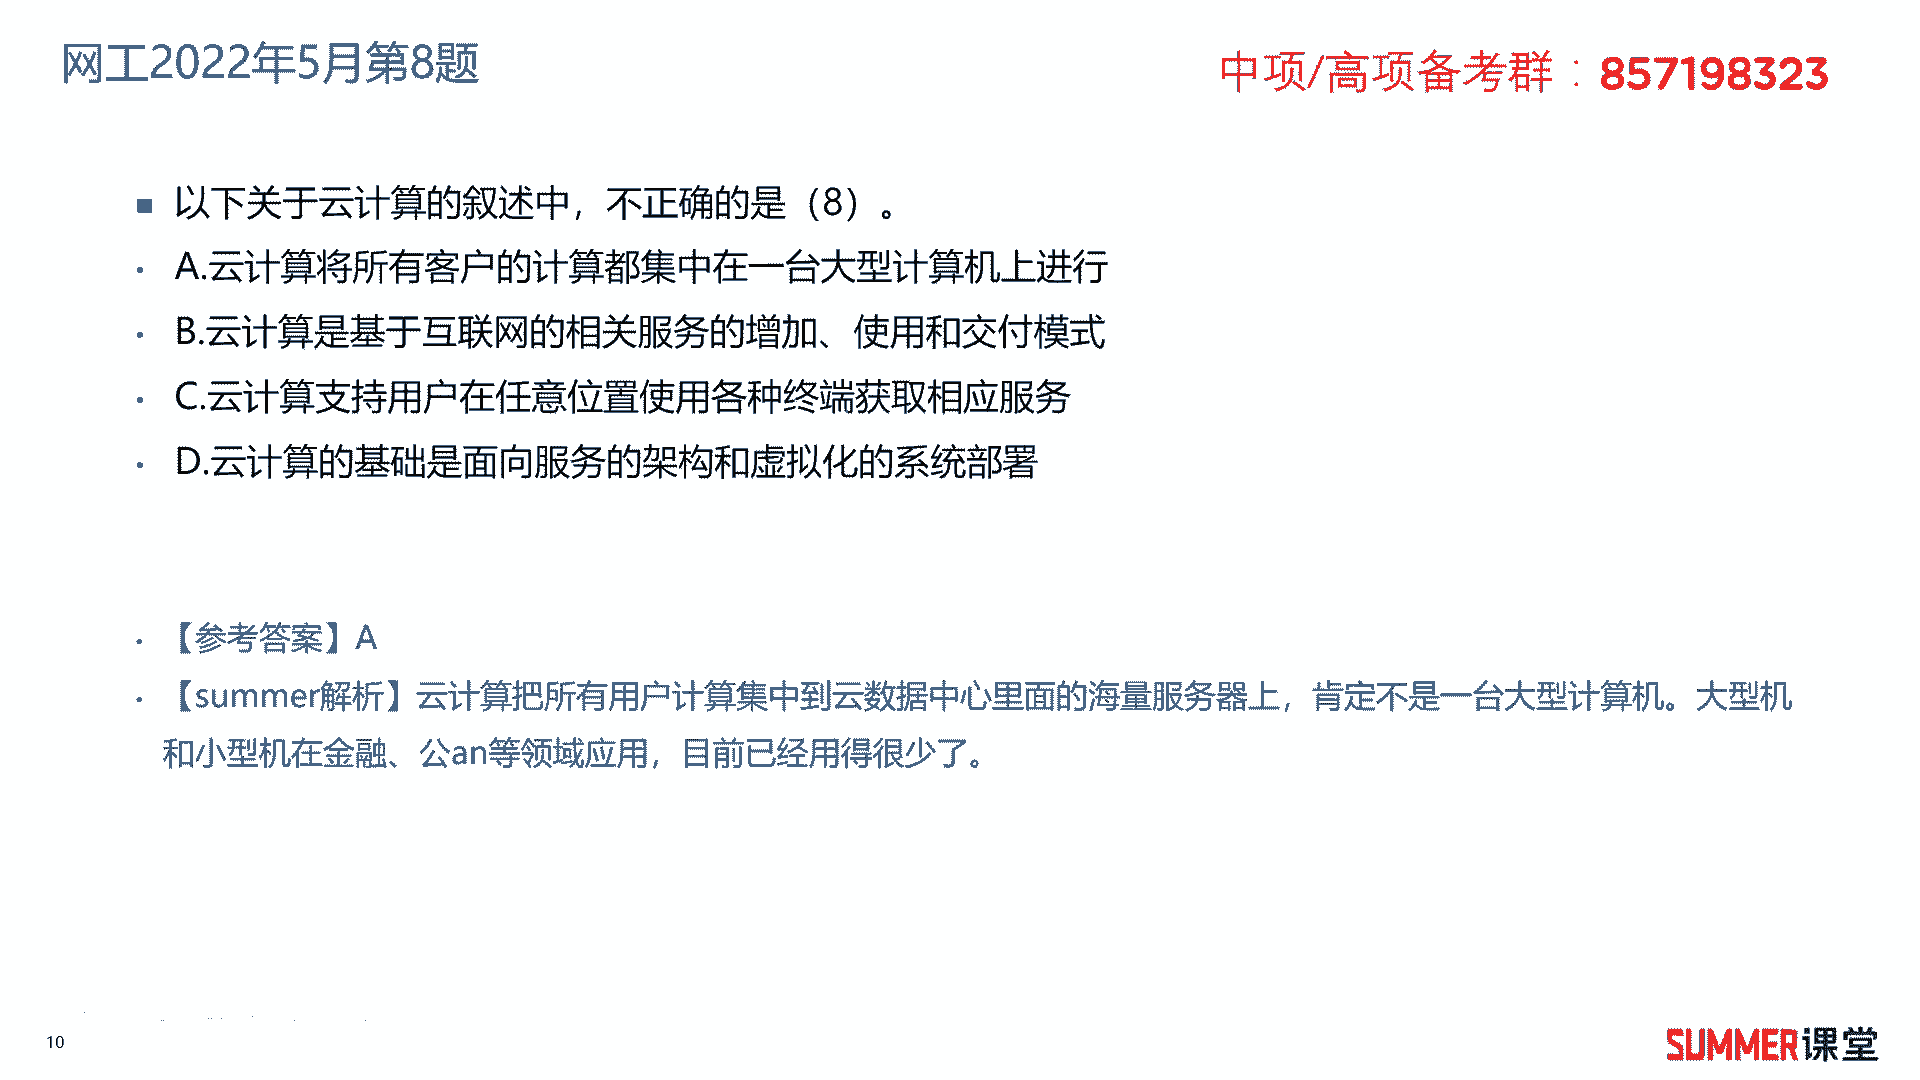 网工2022年5月第8题
中项/高项备考群：857198323
■ 以下关于云计算的叙述中，不正确的是（8）。
• A.云计算将所有客户的计算都集中在一台大型计算机上进行
• B.云计算是基于互联网的相关服务的增加、使用和交付模式
• C.云计算支持用户在任意位置使用各种终端获取相应服务
• D.云计算的基础是面向服务的架构和虚拟化的系统部署
• 【参考答案】A
• 【summer解析】云计算把所有用户计算集中到云数据中心里面的海量服务器上，肯定不是一台大型计算机。大型机
和小型机在金融、公an等领域应用，目前已经用得很少了。
10
SUMMER课堂